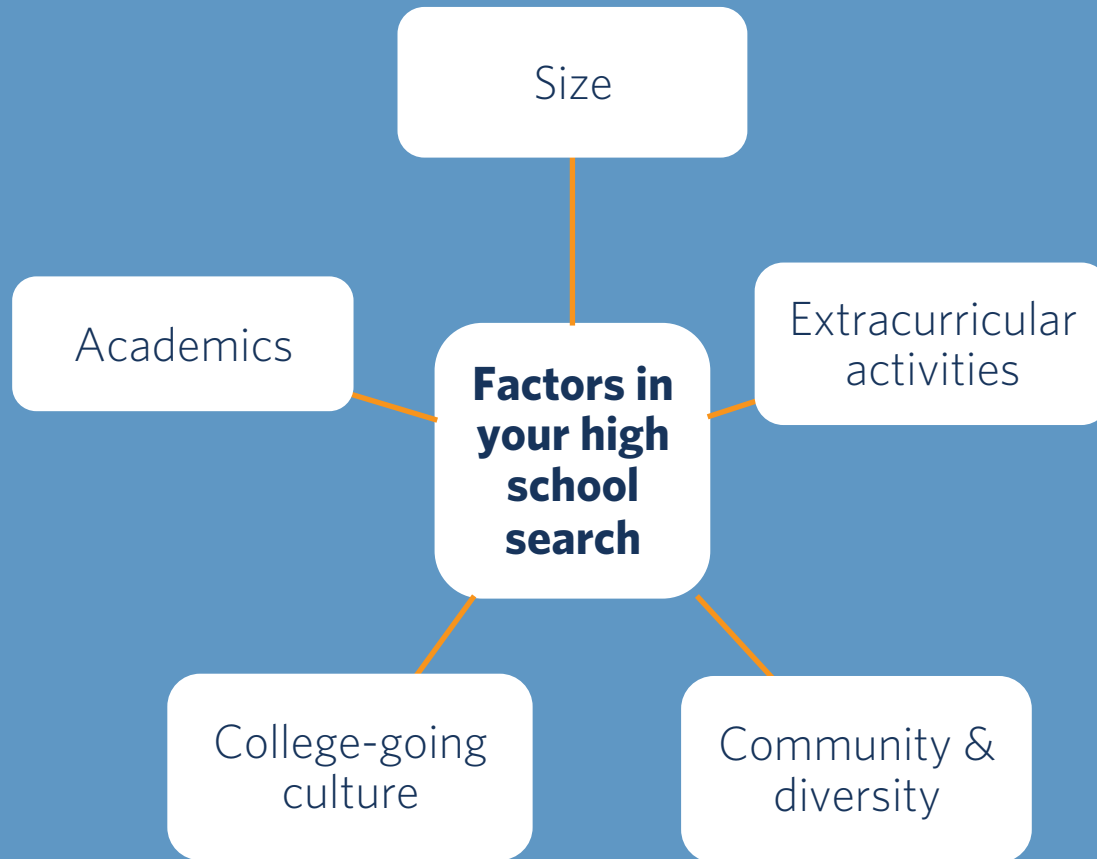 Size
Academics
Extracurricular
activities
Factors in
your high
school
search
College-going
culture
Community &
diversity